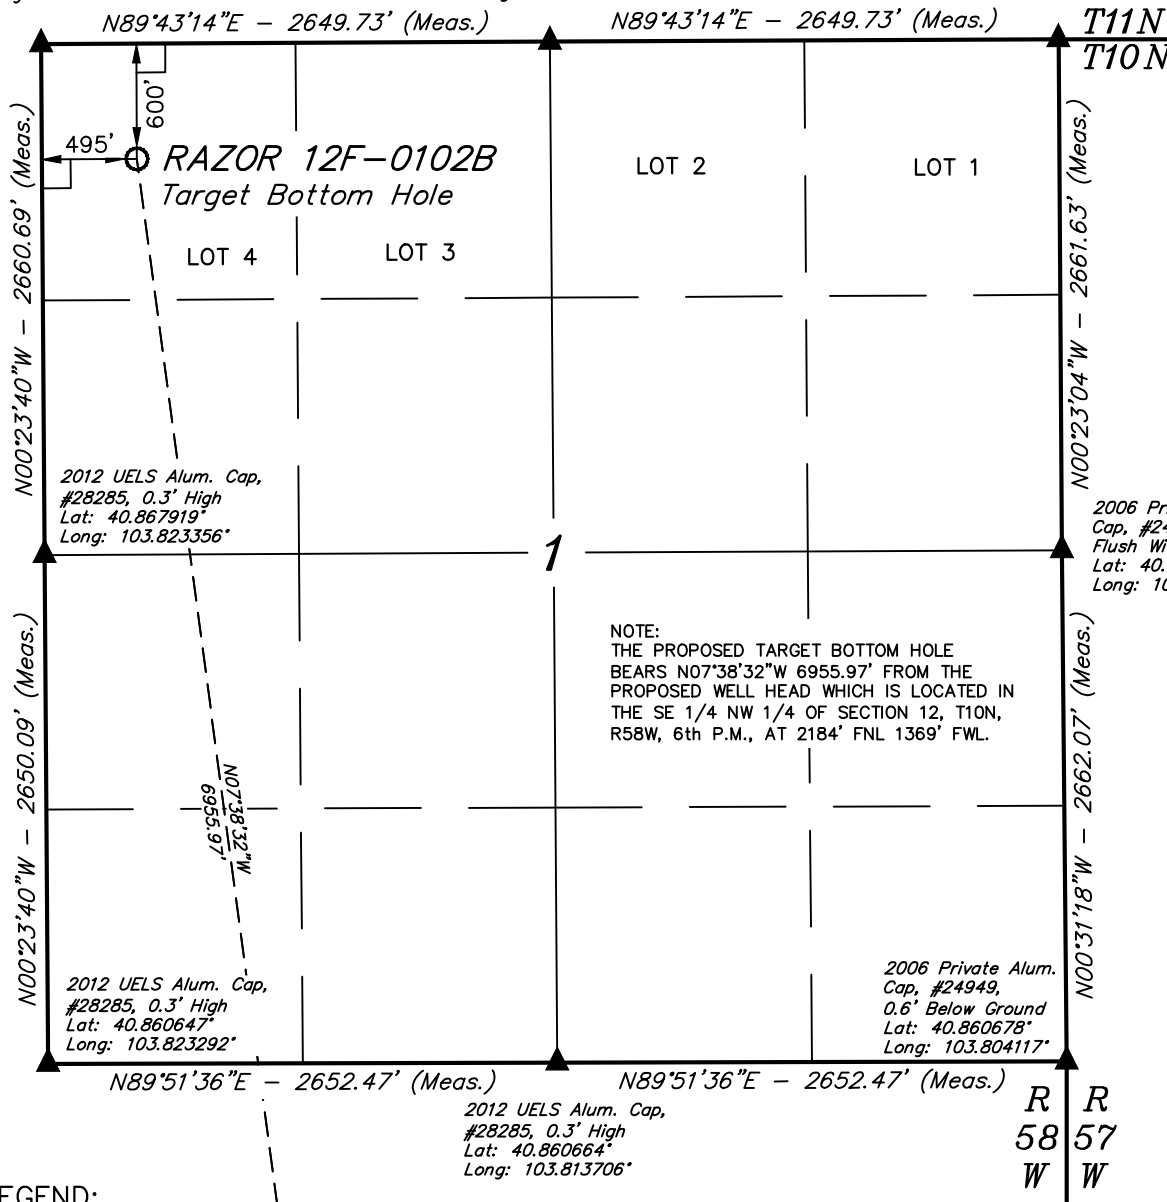 N89°43'14"E - 2649.73' (Meas.)
N89°43'14"E - 2649.73' (Meas.)
T11N
T10N
600'
495'
RAZOR 12F-0102B
Target Bottom Hole
LOT 2
LOT 1
LOT 4
LOT 3
N00°23'40"W - 2660.69' (Meas.)
N00°23'04"W - 2661.63' (Meas.)
2012 UELS Alum. Cap,
#28285, 0.3' High
Lat: 40.867919°
Long: 103.823356°
2006
Cap,
Flush
Lat: 40.
Long:
1
NOTE:
THE PROPOSED TARGET BOTTOM HOLE
BEARS N07°38'32"W 6955.97' FROM THE
PROPOSED WELL HEAD WHICH IS LOCATED IN
THE SE 1/4 NW 1/4 OF SECTION 12, T10N,
R58W, 6th P.M., AT 2184' FNL 1369' FWL.
N00°23'40"W - 2650.09' (Meas.)
N07°38'32"W
6955.97'
N00°31'18"W - 2662.07' (Meas.)
2012 UELS Alum. Cap,
#28285, 0.3' High
Lat: 40.860647°
Long: 103.823292°
2006 Private Alum.
Cap, #24949,
0.6' Below Ground
Lat: 40.860678°
Long: 103.804117°
N89°51'36"E - 2652.47' (Meas.)
N89°51'36"E - 2652.47' (Meas.)
2012 UELS Alum. Cap,
#28285, 0.3' High
Lat: 40.860664°
Long: 103.813706°
R R
58 57
W W
EGEND: